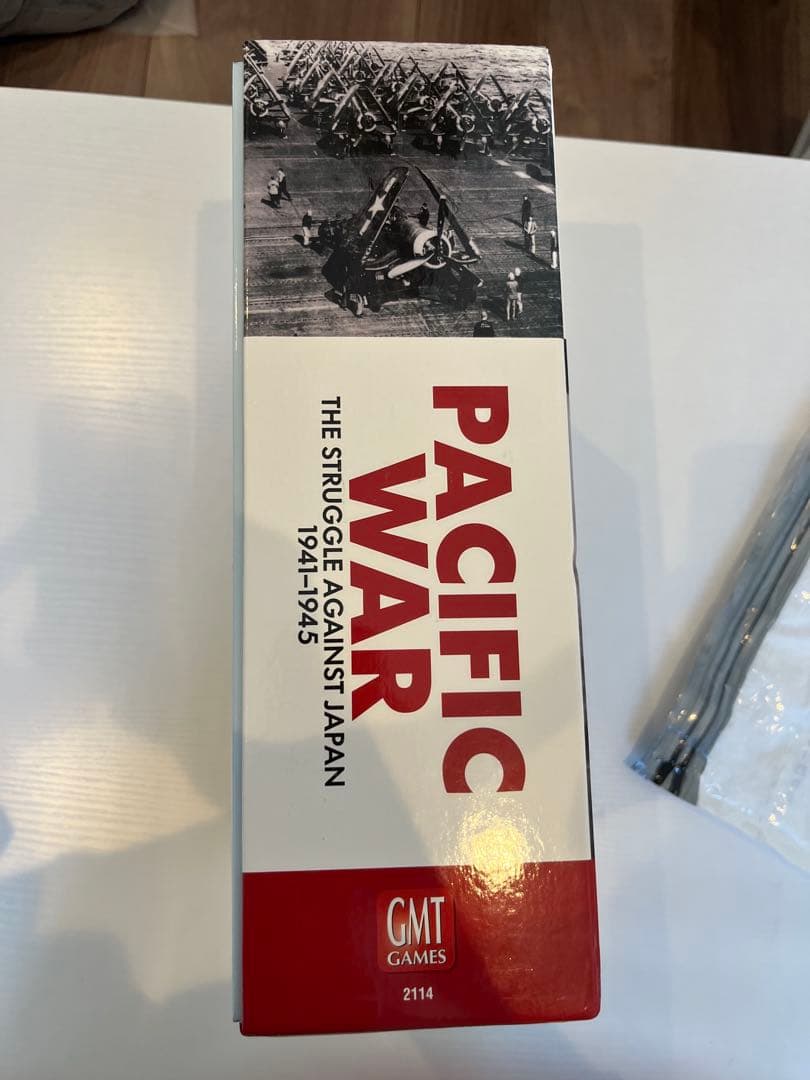 PACIFIC
WAR
THE STRUGGLE AGAINST JAPAN
1941–1945
GMT
GAMES
2114